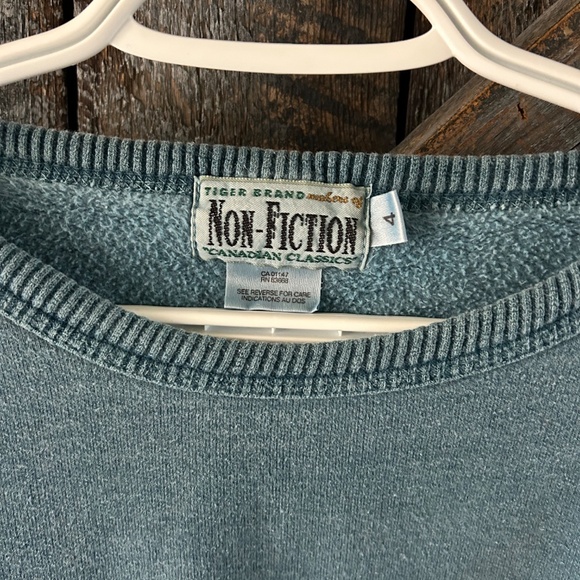 TIGER BRAND makers of
NON-FICTION
"CANADIAN CLASSICS"
4
CA 01147
RN 63668
SEE REVERSE FOR CARE
INDICATIONS AU DOS